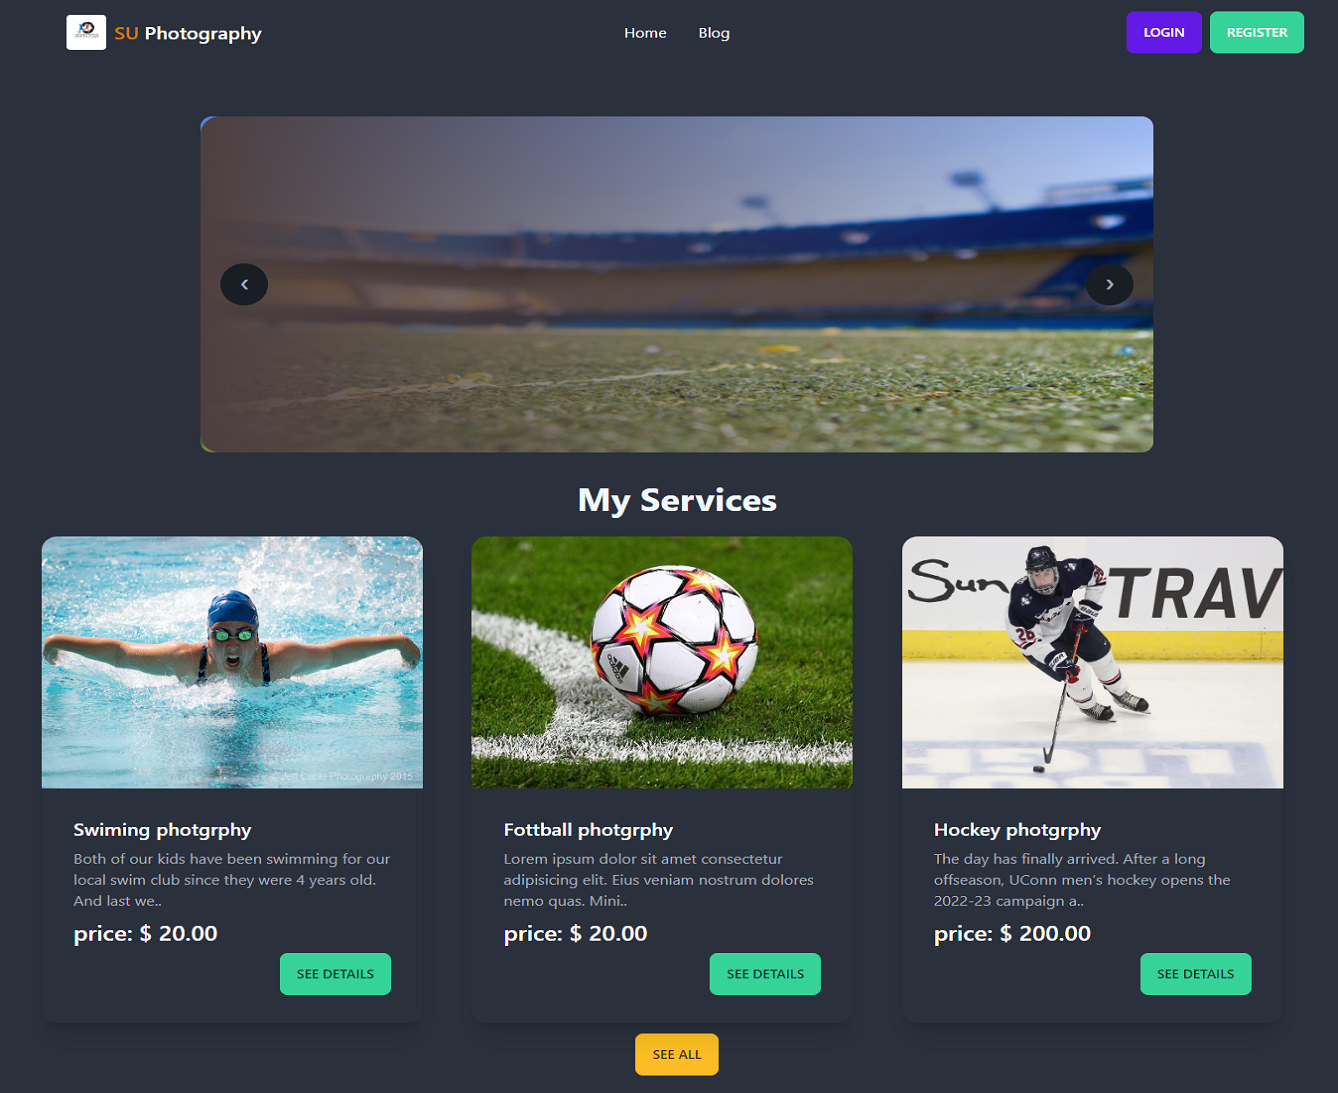 SU Photography
Home
Blog
LOGIN
REGISTER
My Services
Sun
TRAV
26
adidas
© Jeff Cable Photography 2015
Swiming photgrphy
Both of our kids have been swimming for our
local swim club since they were 4 years old.
And last we..
price: $ 20.00
SEE DETAILS
Fottball photgrphy
Lorem ipsum dolor sit amet consectetur
adipisicing elit. Eius veniam nostrum dolores
nemo quas. Mini..
price: $ 20.00
SEE DETAILS
Hockey photgrphy
The day has finally arrived. After a long
offseason, UConn men's hockey opens the
2022-23 campaign a..
price: $ 200.00
SEE DETAILS
SEE ALL